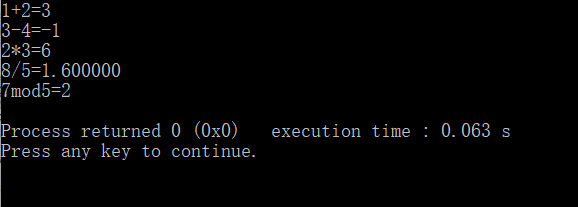 1+2=3
3-4=-1
2*3=6
8/5=1.600000
7mod5=2
Process returned 0 (0x0)   execution time : 0.063 s
Press any key to continue.